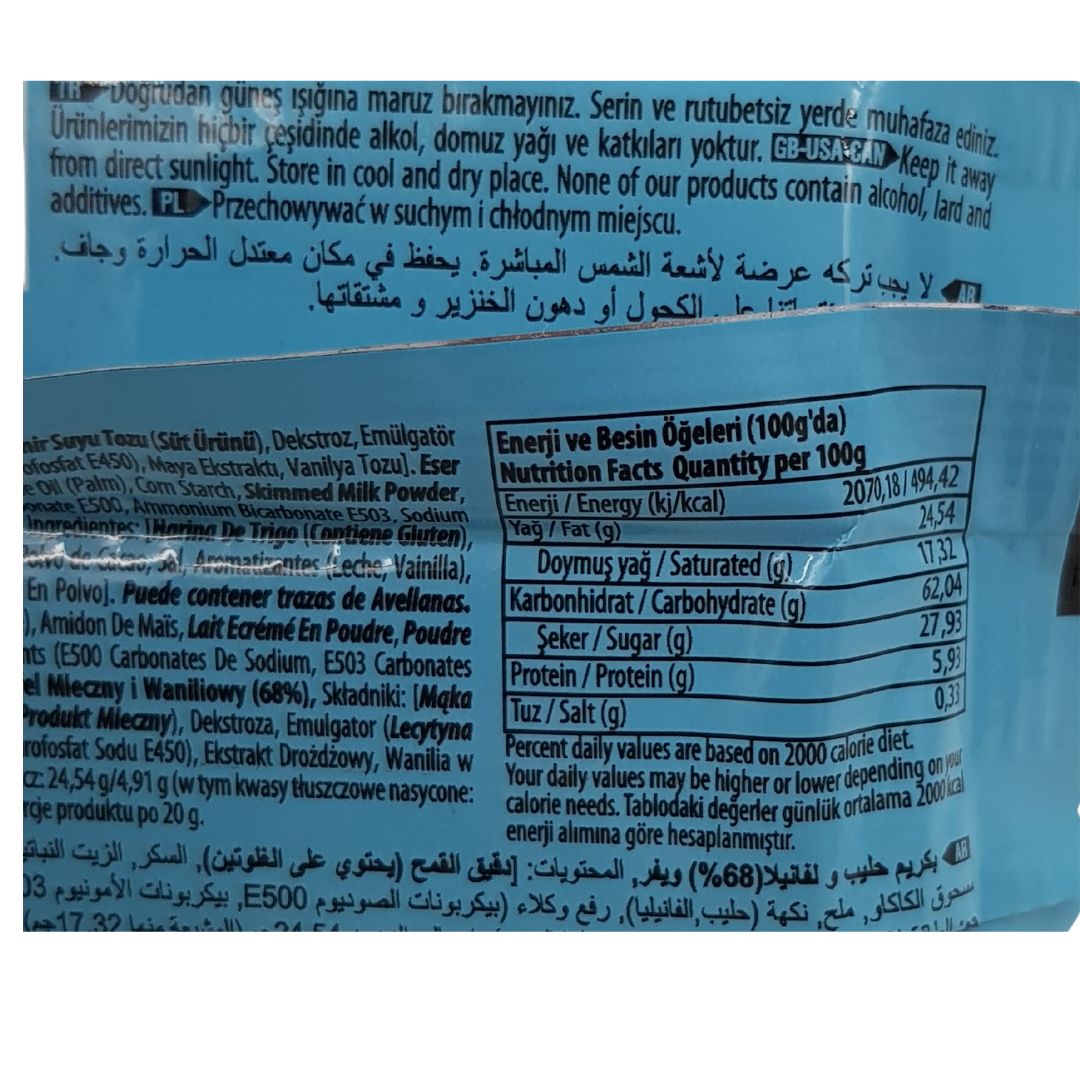 TR Doğrudan güneş ışığına maruz bırakmayınız. Serin ve rutubetsiz yerde muhafaza ediniz.
Ürünlerimizin hiçbir çeşidinde alkol, domuz yağı ve katkıları yoktur. GB-USA-CAN Keep it away
from direct sunlight. Store in cool and dry place. None of our products contain alcohol, lard and
additives. PL Przechowywać w suchym i chłodnym miejscu.
AR لا يجب تركه عرضة لأشعة الشمس المباشرة. يحفظ في مكان معتدل الحرارة وجاف.
الكحول أو دهون الخنزير و مشتقاتها.
Suyu Tozu (Süt Ürünü), Dekstroz, Emülgatör
E450), Maya Ekstraktı, Vanilya Tozu]. Eser
Oil (Palm), Corn Starch, Skimmed Milk Powder,
E500, Ammonium Bicarbonate E503, Sodium
Ingredientes: [Harina De Trigo (Contiene Gluten),
de Cacao, Sal, Aromatizantes (Leche, Vainilla),
En Polvo]. Puede contener trazas de Avellanas.
), Amidon De Maïs, Lait Ecrémé En Poudre, Poudre
(E500 Carbonates De Sodium, E503 Carbonates
Mleczny i Waniliowy (68%), Składniki: [Mąka
Produkt Mleczny), Dekstroza, Emulgator (Lecytyna
Sodu E450), Ekstrakt Drożdżowy, Wanilia w
24,54 g/4,91 g (w tym kwasy tłuszczowe nasycone:
produktu po 20 g.
Enerji ve Besin Öğeleri (100g'da)
Nutrition Facts Quantity per 100g
Enerji / Energy (kj/kcal) 2070,18 / 494,42
Yağ / Fat (g) 24,54
Doymuş yağ / Saturated (g) 17,32
Karbonhidrat / Carbohydrate (g) 62,04
Şeker / Sugar (g) 27,93
Protein / Protein (g) 5,93
Tuz / Salt (g) 0,33
Percent daily values are based on 2000 calorie diet.
Your daily values may be higher or lower depending on your
calorie needs. Tablodaki değerler günlük ortalama 2000 kcal
enerji alımına göre hesaplanmıştır.
AR بكريم حليب و لفانيلا(68%) ويفر, المحتويات: [دقيق القمح (يحتوي على الغلوتين), السكر, الزيت
الكاكاو, ملح, نكهة (حليب,الفانيليا), رفع وكلاء (بيكربونات الصوديوم E500, بيكربونات الأمونيوم